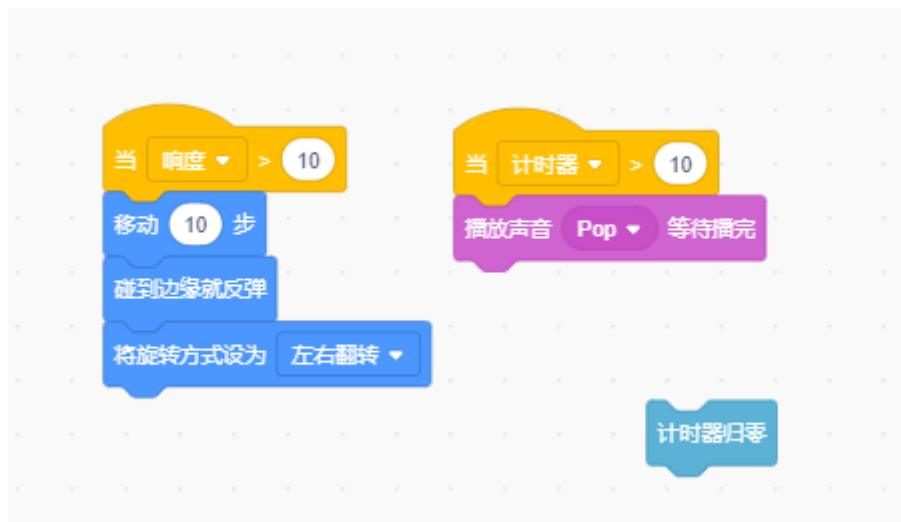 当 响度 > 10
移动 10 步
碰到边缘就反弹
将旋转方式设为 左右翻转
当 计时器 > 10
播放声音 Pop 等待播完
计时器归零